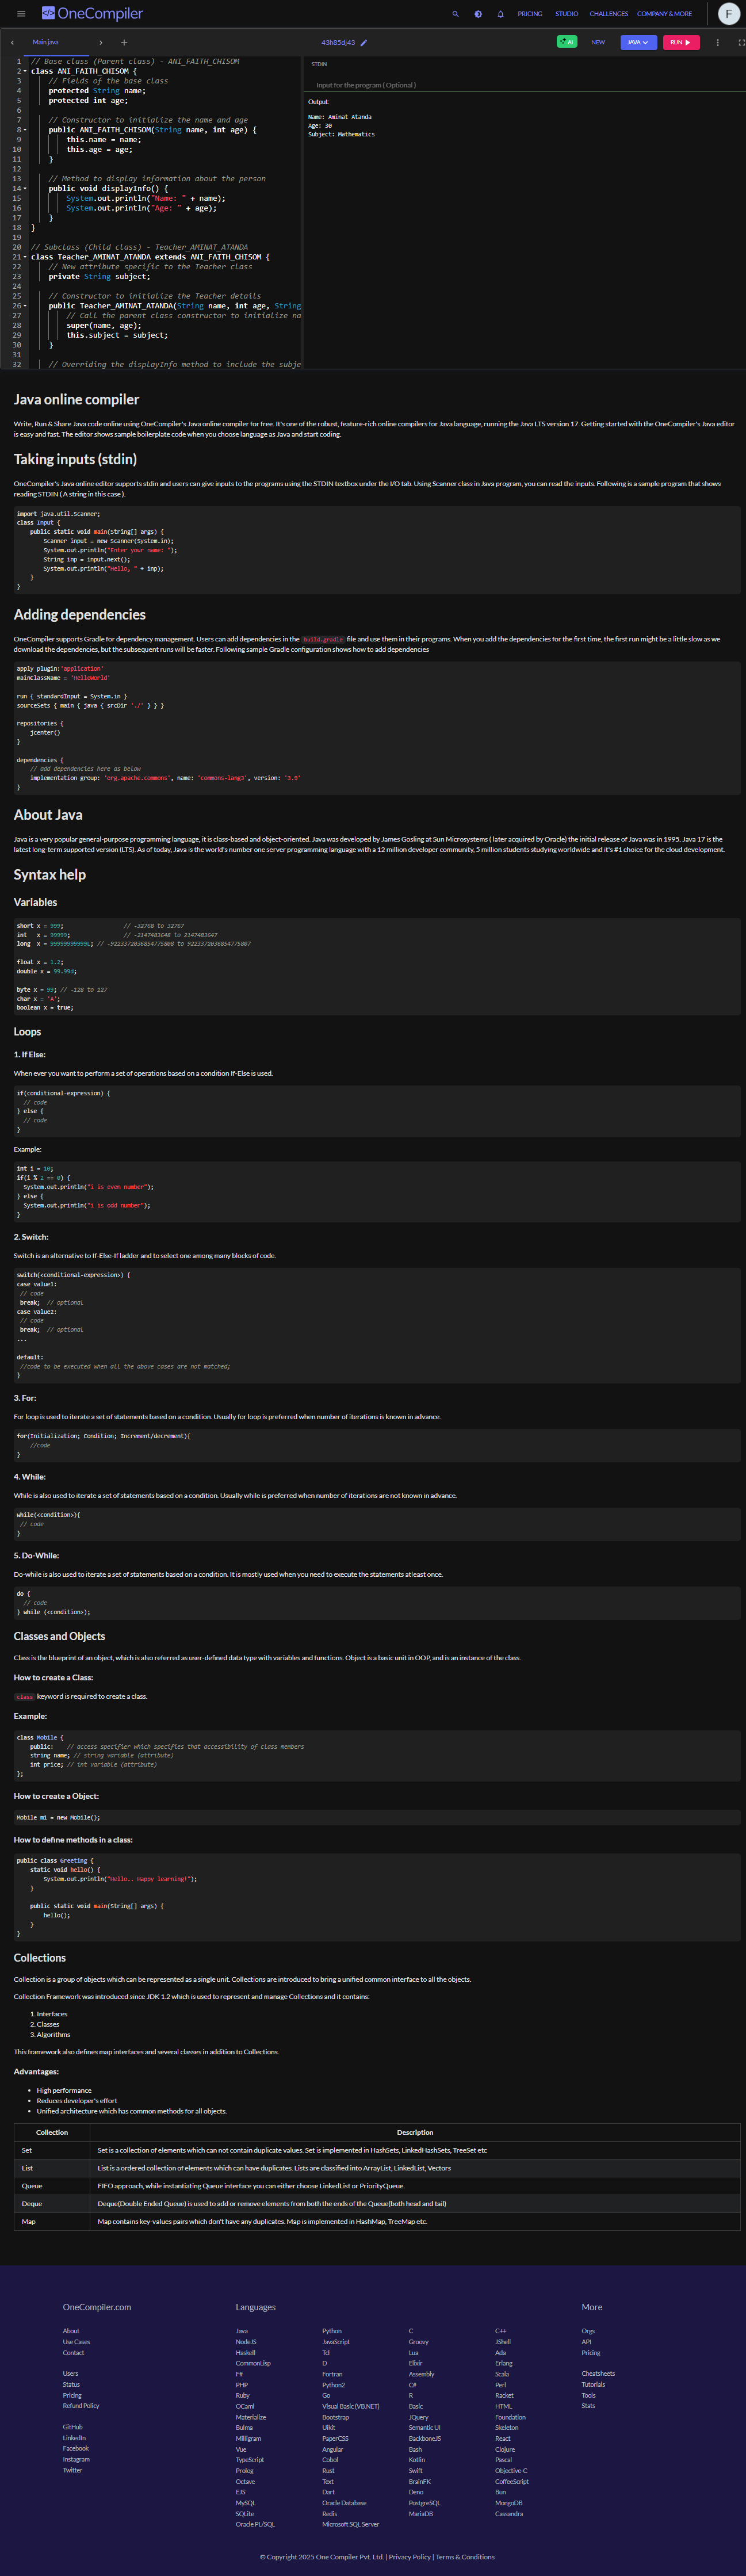 OneCompiler
PRICING STUDIO CHALLENGES COMPANY & MORE F
Main.java
43h85dj43
AI NEW JAVA RUN
STDIN
Input for the program ( Optional )
Output:
Name: Aminat Atanda
Age: 30
Subject: Mathematics
1 // Base class (Parent class) - ANI_FAITH_CHISOM
2 class ANI_FAITH_CHISOM {
3 // Fields of the base class
4 protected String name;
5 protected int age;
6
7 // Constructor to initialize the name and age
8 public ANI_FAITH_CHISOM(String name, int age) {
9 this.name = name;
10 this.age = age;
11 }
12
13 // Method to display information about the person
14 public void displayInfo() {
15 System.out.println("Name: " + name);
16 System.out.println("Age: " + age);
17 }
18 }
19
20 // Subclass (Child class) - Teacher_AMINAT_ATANDA
21 class Teacher_AMINAT_ATANDA extends ANI_FAITH_CHISOM {
22 // New attribute specific to the Teacher class
23 private String subject;
24
25 // Constructor to initialize the Teacher details
26 public Teacher_AMINAT_ATANDA(String name, int age, String
27 // Call the parent class constructor to initialize na
28 super(name, age);
29 this.subject = subject;
30 }
31
32 // Overriding the displayInfo method to include the subje
Java online compiler
Write, Run & Share Java code online using OneCompiler's Java online compiler for free. It's one of the robust, feature-rich online compilers for Java language, running the Java LTS version 17. Getting started with the OneCompiler's Java editor
is easy and fast. The editor shows sample boilerplate code when you choose language as Java and start coding.
Taking inputs (stdin)
OneCompiler's Java online editor supports stdin and users can give inputs to the programs using the STDIN textbox under the I/O tab. Using Scanner class in Java program, you can read the inputs. Following is a sample program that shows
reading STDIN ( A string in this case ).
import java.util.Scanner;
class Input {
public static void main(String[] args) {
Scanner input = new Scanner(System.in);
System.out.println("Enter your name: ");
String inp = input.next();
System.out.println("Hello, " + inp);
}
}
Adding dependencies
OneCompiler supports Gradle for dependency management. Users can add dependencies in the build.gradle file and use them in their programs. When you add the dependencies for the first time, the first run might be a little slow as we
download the dependencies, but the subsequent runs will be faster. Following sample Gradle configuration shows how to add dependencies
apply plugin:'application'
mainClassName = 'HelloWorld'
run { standardInput = System.in }
sourceSets { main { java { srcDir './' } } }
repositories {
jcenter()
}
dependencies {
// add dependencies here as below
implementation group: 'org.apache.commons', name: 'commons-lang3', version: '3.9'
}
About Java
Java is a very popular general-purpose programming language, it is class-based and object-oriented. Java was developed by James Gosling at Sun Microsystems ( later acquired by Oracle) the initial release of Java was in 1995. Java 17 is the
latest long-term supported version (LTS). As of today, Java is the world's number one server programming language with a 12 million developer community, 5 million students studying worldwide and it's #1 choice for the cloud development.
Syntax help
Variables
short x = 999; // -32768 to 32767
int x = 99999; // -2147483648 to 2147483647
long x = 99999999999L; // -9223372036854775808 to 9223372036854775807
float x = 1.2;
double x = 99.99d;
byte x = 99; // -128 to 127
char x = 'A';
boolean x = true;
Loops
1. If Else:
When ever you want to perform a set of operations based on a condition If-Else is used.
if(conditional-expression) {
// code
} else {
// code
}
Example:
int i = 10;
if(i % 2 == 0) {
System.out.println("i is even number");
} else {
System.out.println("i is odd number");
}
2. Switch:
Switch is an alternative to If-Else-If ladder and to select one among many blocks of code.
switch(<conditional-expression>) {
case value1:
// code
break; // optional
case value2:
// code
break; // optional
...
default:
//code to be executed when all the above cases are not matched;
}
3. For:
For loop is used to iterate a set of statements based on a condition. Usually for loop is preferred when number of iterations is known in advance.
for(Initialization; Condition; Increment/decrement){
//code
}
4. While:
While is also used to iterate a set of statements based on a condition. Usually while is preferred when number of iterations are not known in advance.
while(<condition>){
// code
}
5. Do-While:
Do-while is also used to iterate a set of statements based on a condition. It is mostly used when you need to execute the statements atleast once.
do {
// code
} while (<condition>);
Classes and Objects
Class is the blueprint of an object, which is also referred as user-defined data type with variables and functions. Object is a basic unit in OOP, and is an instance of the class.
How to create a Class:
class keyword is required to create a class.
Example:
class Mobile {
public: // access specifier which specifies that accessibility of class members
string name; // string variable (attribute)
int price; // int variable (attribute)
};
How to create a Object:
Mobile m1 = new Mobile();
How to define methods in a class:
public class Greeting {
static void hello() {
System.out.println("Hello.. Happy learning!");
}
public static void main(String[] args) {
hello();
}
}
Collections
Collection is a group of objects which can be represented as a single unit. Collections are introduced to bring a unified common interface to all the objects.
Collection Framework was introduced since JDK 1.2 which is used to represent and manage Collections and it contains:
1. Interfaces
2. Classes
3. Algorithms
This framework also defines map interfaces and several classes in addition to Collections.
Advantages:
• High performance
• Reduces developer's effort
• Unified architecture which has common methods for all objects.
Collection Description
Set Set is a collection of elements which can not contain duplicate values. Set is implemented in HashSets, LinkedHashSets, TreeSet etc
List List is a ordered collection of elements which can have duplicates. Lists are classified into ArrayList, LinkedList, Vectors
Queue FIFO approach, while instantiating Queue interface you can either choose LinkedList or PriorityQueue.
Deque Deque(Double Ended Queue) is used to add or remove elements from both the ends of the Queue(both head and tail)
Map Map contains key-values pairs which don't have any duplicates. Map is implemented in HashMap, TreeMap etc.
OneCompiler.com
About
Use Cases
Contact
Users
Status
Pricing
Refund Policy
GitHub
LinkedIn
Facebook
Instagram
Twitter
Languages
Java Python C C++
NodeJS JavaScript Groovy JShell
Haskell Tcl Lua Ada
CommonLisp D Elixir Erlang
F# Fortran Assembly Scala
PHP Python2 C# Perl
Ruby Go R Racket
OCaml Visual Basic (VB.NET) Basic HTML
Materialize Bootstrap JQuery Foundation
Bulma Uikit Semantic UI Skeleton
Milligram PaperCSS BackboneJS React
Vue Angular Bash Clojure
TypeScript Cobol Kotlin Pascal
Prolog Rust Swift Objective-C
Octave Text BrainFK CoffeeScript
EJS Dart Deno Bun
MySQL Oracle Database PostgreSQL MongoDB
SQLite Redis MariaDB Cassandra
Oracle PL/SQL Microsoft SQL Server
More
Orgs
API
Pricing
Cheatsheets
Tutorials
Tools
Stats
© Copyright 2025 One Compiler Pvt. Ltd. | Privacy Policy | Terms & Conditions